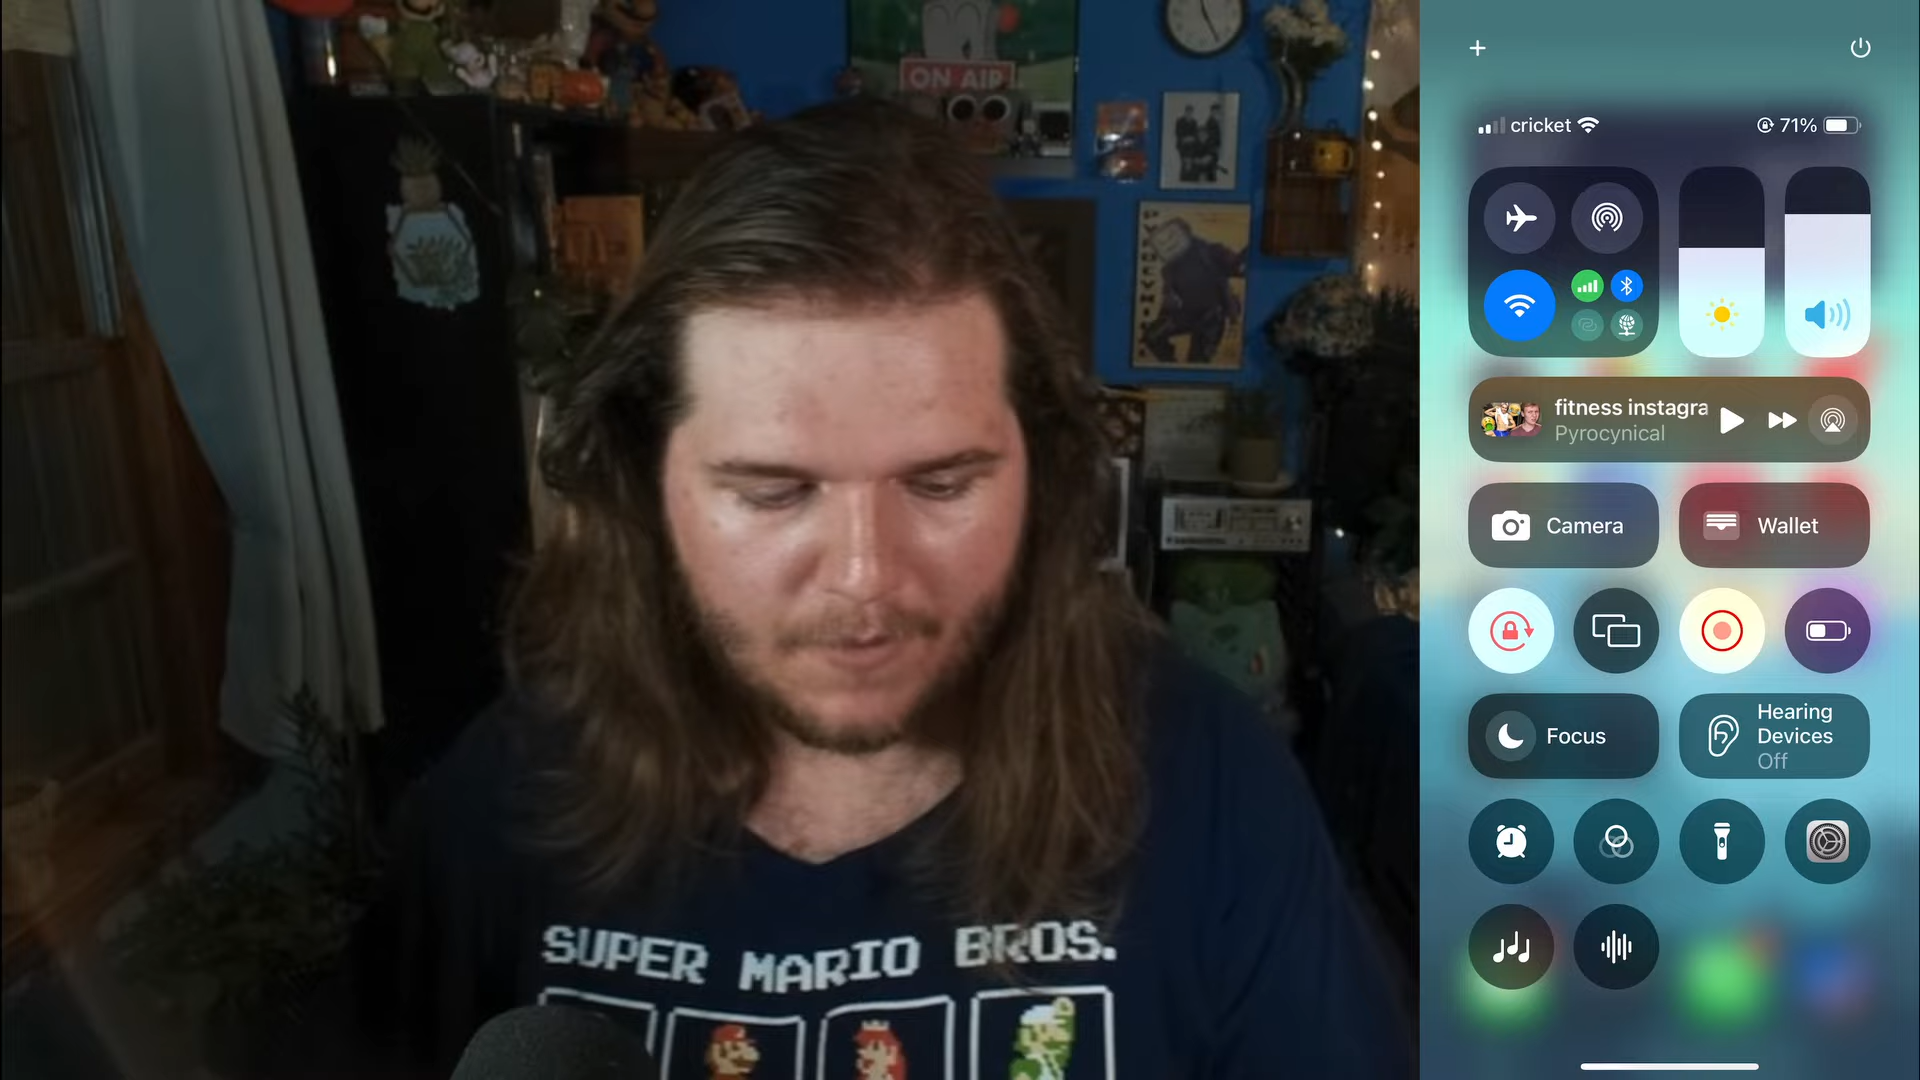 ON AIR
SUPER MARIO BROS.
+
cricket
71%
fitness instagra
Pyrocynical
Camera
Wallet
Focus
Hearing
Devices
Off